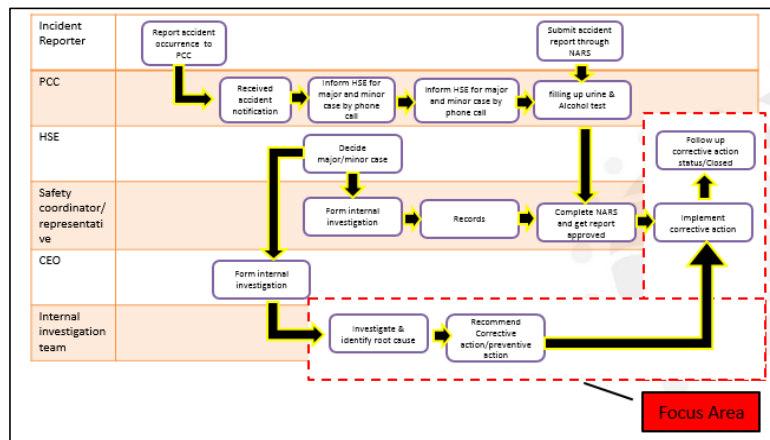 Incident
Reporter
Report accident
occurrence to
PCC
Submit accident
report through
NARS
PCC
Received
accident
notification
Inform HSE for
major and minor
case by phone
call
Inform HSE for major
and minor case by
phone call
filling up urine &
Alcohol test
HSE
Decide
major/minor case
Follow up
corrective action
status/Closed
Safety
coordinator/
representati
ve
Form internal
investigation
Records
Complete NARS
and get report
approved
Implement
corrective action
CEO
Form internal
investigation
Internal
investigation
team
Investigate &
identify root cause
Recommend
Corrective
action/preventive
action
Focus Area